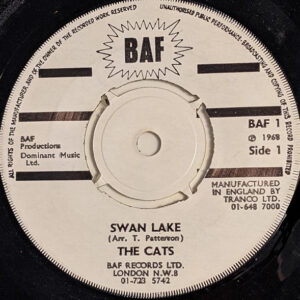 ALL RIGHTS OF THE MANUFACTURER, AND OF THE OWNER OF THE RECORDED WORK RESERVED
UNAUTHORISED PUBLIC PERFORMANCE, BROADCASTING AND COPYING OF THIS RECORD PROHIBITED
BAF
BAF
Productions
Dominant Music
Ltd.
BAF 1
℗ 1968
Side 1
MANUFACTURED
IN ENGLAND BY
TRANCO LTD.
01-648 7000
SWAN LAKE
(Arr. T. Patterson)
THE CATS
BAF RECORDS LTD.
LONDON N.W.8
01-723 5742